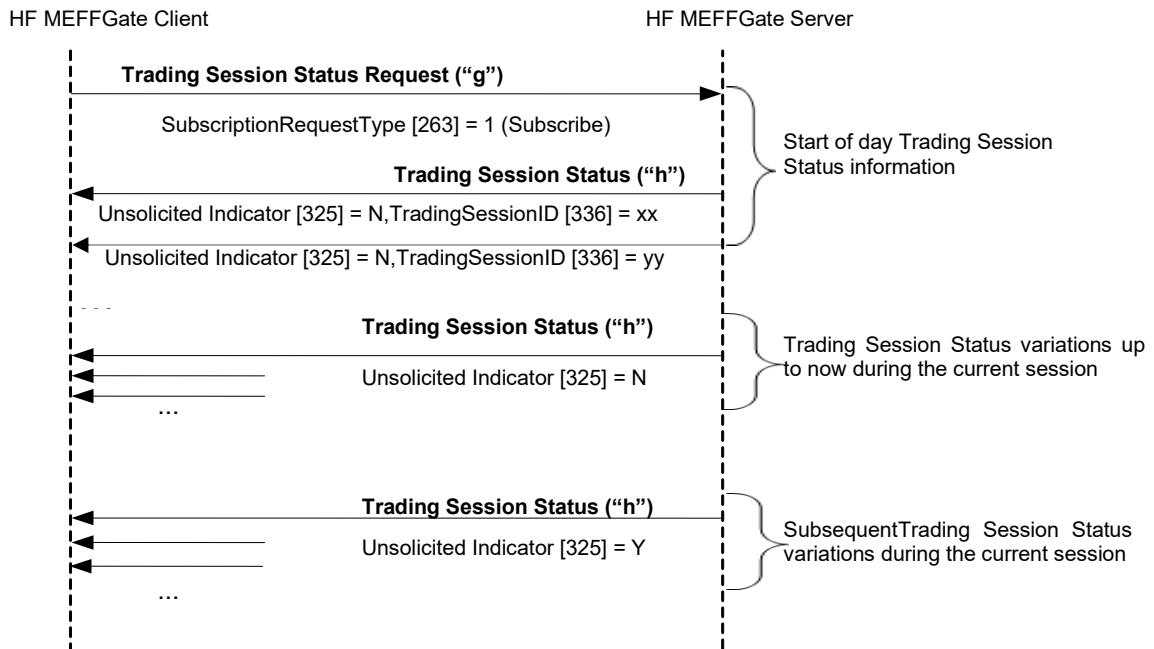 HF MEFFGate Client
HF MEFFGate Server
Trading Session Status Request (“g”)
SubscriptionRequestType [263] = 1 (Subscribe)
Start of day Trading Session
Status information
Trading Session Status (“h”)
Unsolicited Indicator [325] = N,TradingSessionID [336] = xx
Unsolicited Indicator [325] = N,TradingSessionID [336] = yy
...
Trading Session Status (“h”)
Unsolicited Indicator [325] = N
...
Trading Session Status variations up
to now during the current session
Trading Session Status (“h”)
Unsolicited Indicator [325] = Y
...
SubsequentTrading Session Status
variations during the current session